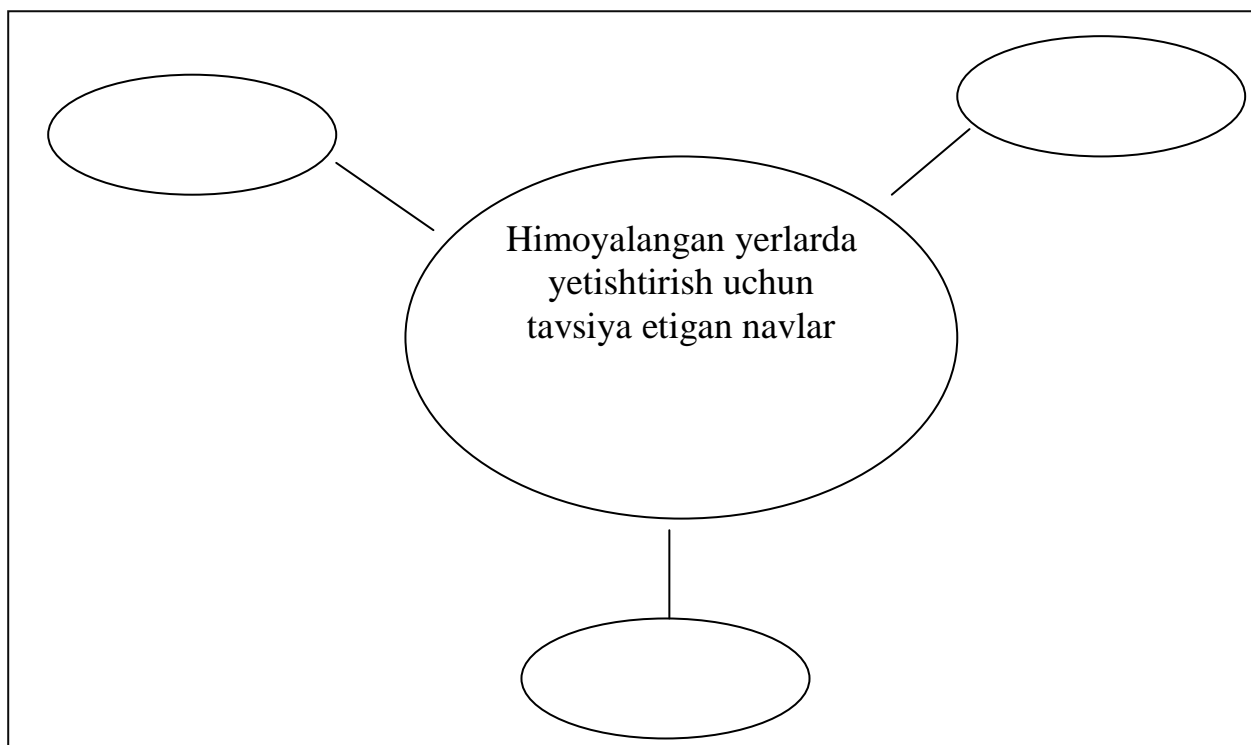 Himoyalangan yerlarda
yetishtirish uchun
tavsiya etigan navlar